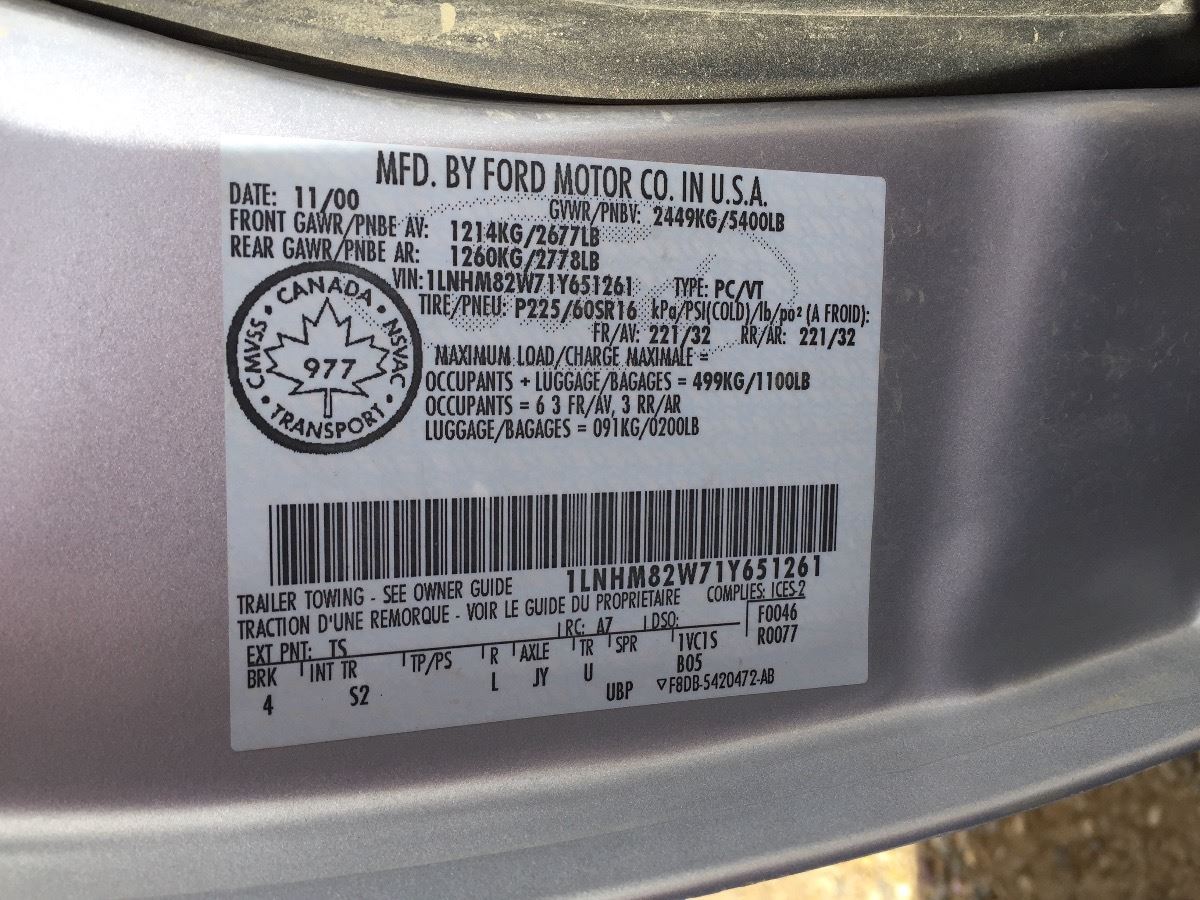 MFD. BY FORD MOTOR CO. IN U.S.A.
DATE: 11/00 GVWR/PNBV: 2449KG/5400LB
FRONT GAWR/PNBE AV: 1214KG/2677LB
REAR GAWR/PNBE AR: 1260KG/2778LB
VIN: 1LNHM82W71Y651261 TYPE: PC/VT
TIRE/PNEU: P225/60SR16 kPa/PSI(COLD)/lb/po² (A FROID):
FR/AV: 221/32 RR/AR: 221/32
MAXIMUM LOAD/CHARGE MAXIMALE =
OCCUPANTS + LUGGAGE/BAGAGES = 499KG/1100LB
OCCUPANTS = 6 3 FR/AV, 3 RR/AR
LUGGAGE/BAGAGES = 091KG/0200LB
CANADA • NSVAC • TRANSPORT • CMVSS •
977
1LNHM82W71Y651261
TRAILER TOWING - SEE OWNER GUIDE COMPLIES: ICES-2
TRACTION D'UNE REMORQUE - VOIR LE GUIDE DU PROPRIETAIRE F0046
EXT PNT: TS RC: A7 DSO: R0077
BRK INT TR TP/PS R AXLE TR SPR 1VC1S
4 S2 L JY U B05
UBP ▽F8DB-5420472-AB